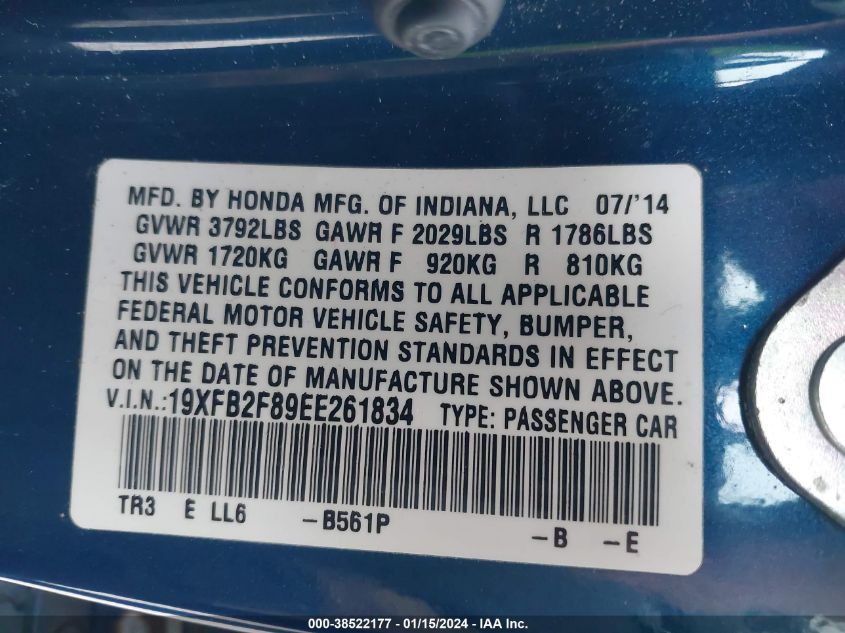 MFD. BY HONDA MFG. OF INDIANA, LLC 07/'14
GVWR 3792LBS GAWR F 2029LBS R 1786LBS
GVWR 1720KG GAWR F 920KG R 810KG
THIS VEHICLE CONFORMS TO ALL APPLICABLE
FEDERAL MOTOR VEHICLE SAFETY, BUMPER,
AND THEFT PREVENTION STANDARDS IN EFFECT
ON THE DATE OF MANUFACTURE SHOWN ABOVE.
V.I.N.:19XFB2F89EE261834 TYPE: PASSENGER CAR
TR3 E LL6 -B561P -B -E
000-38522177 - 01/15/2024 - IAA Inc.